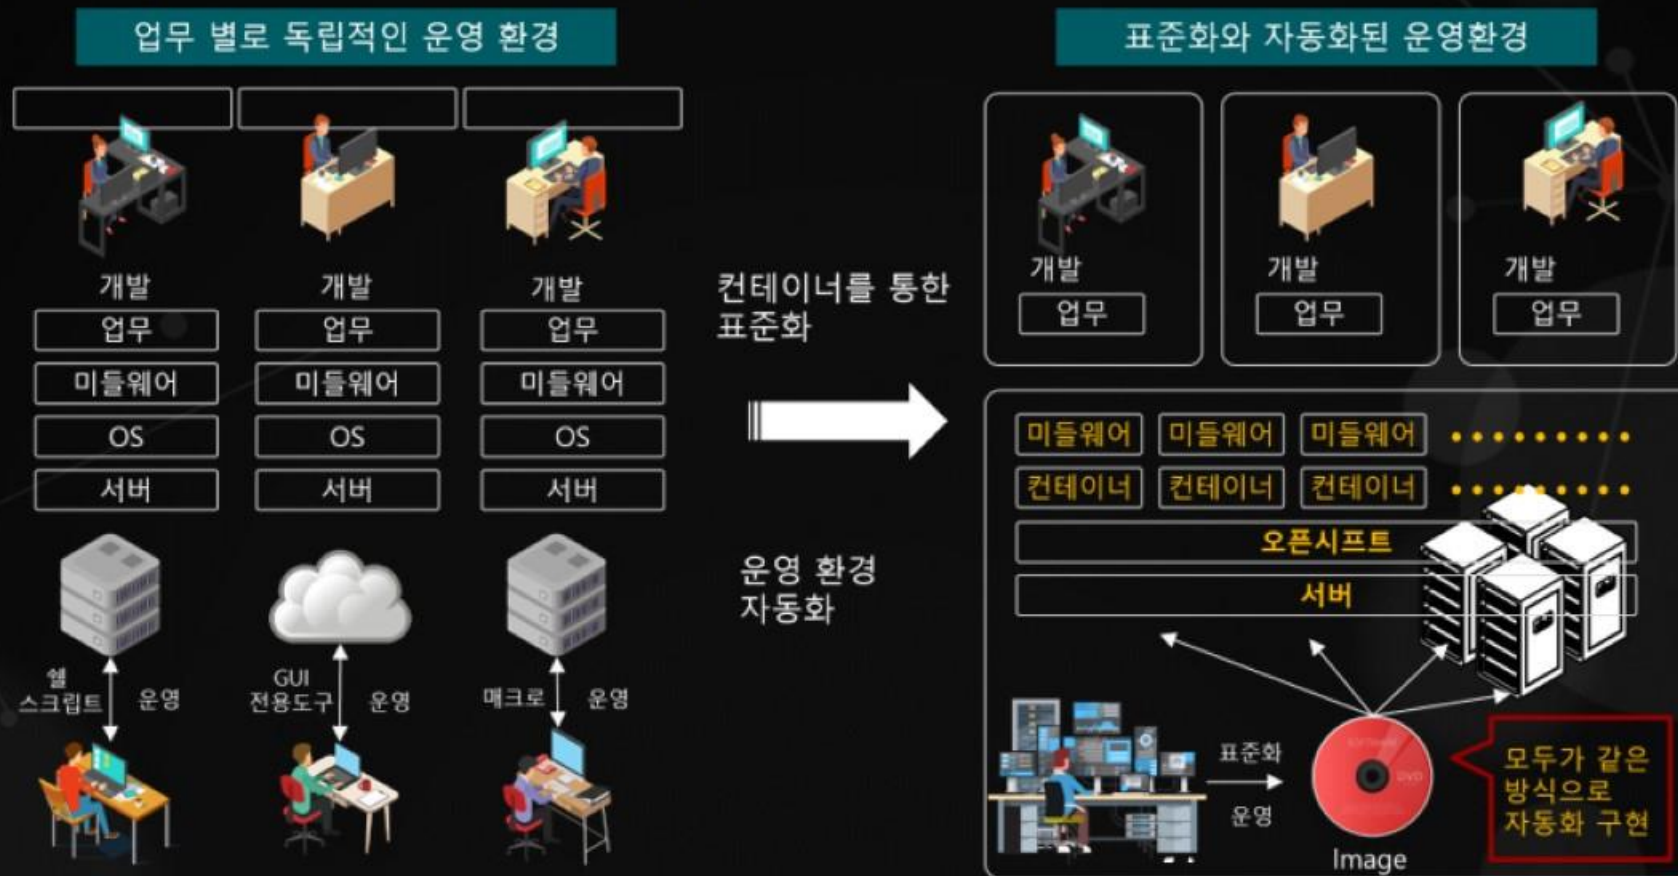 업무 별로 독립적인 운영 환경
개발
개발
개발
업무
업무
업무
미들웨어
미들웨어
미들웨어
OS
OS
OS
서버
서버
서버
쉘
스크립트
운영
GUI
전용도구
운영
매크로
운영
컨테이너를 통한
표준화
운영 환경
자동화
표준화와 자동화된 운영환경
개발
개발
개발
업무
업무
업무
미들웨어
미들웨어
미들웨어
컨테이너
컨테이너
컨테이너
오픈시프트
서버
표준화
운영
DVD
Image
모두가 같은
방식으로
자동화 구현